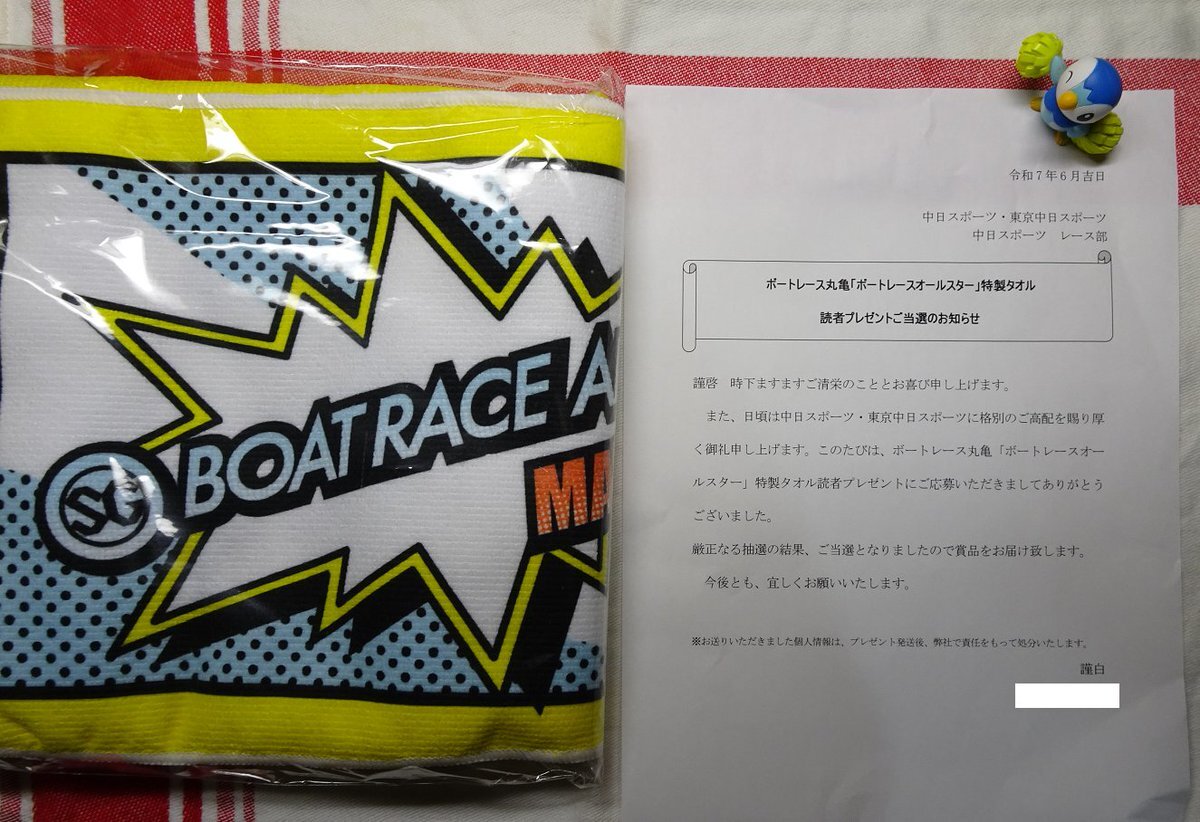 SG BOATRACE
MA
令和7年6月吉日
中日スポーツ・東京中日スポーツ
中日スポーツ　レース部
ボートレース丸亀「ボートレースオールスター」特製タオル
読者プレゼントご当選のお知らせ
謹啓　時下ますますご清栄のこととお喜び申し上げます。
　また、日頃は中日スポーツ・東京中日スポーツに格別のご高配を賜り厚
く御礼申し上げます。このたびは、ボートレース丸亀「ボートレースオー
ルスター」特製タオル読者プレゼントにご応募いただきましてありがとう
ございました。
厳正なる抽選の結果、ご当選となりましたので賞品をお届け致します。
　今後とも、宜しくお願いいたします。
※お送りいただきました個人情報は、プレゼント発送後、弊社で責任をもって処分いたします。
謹白